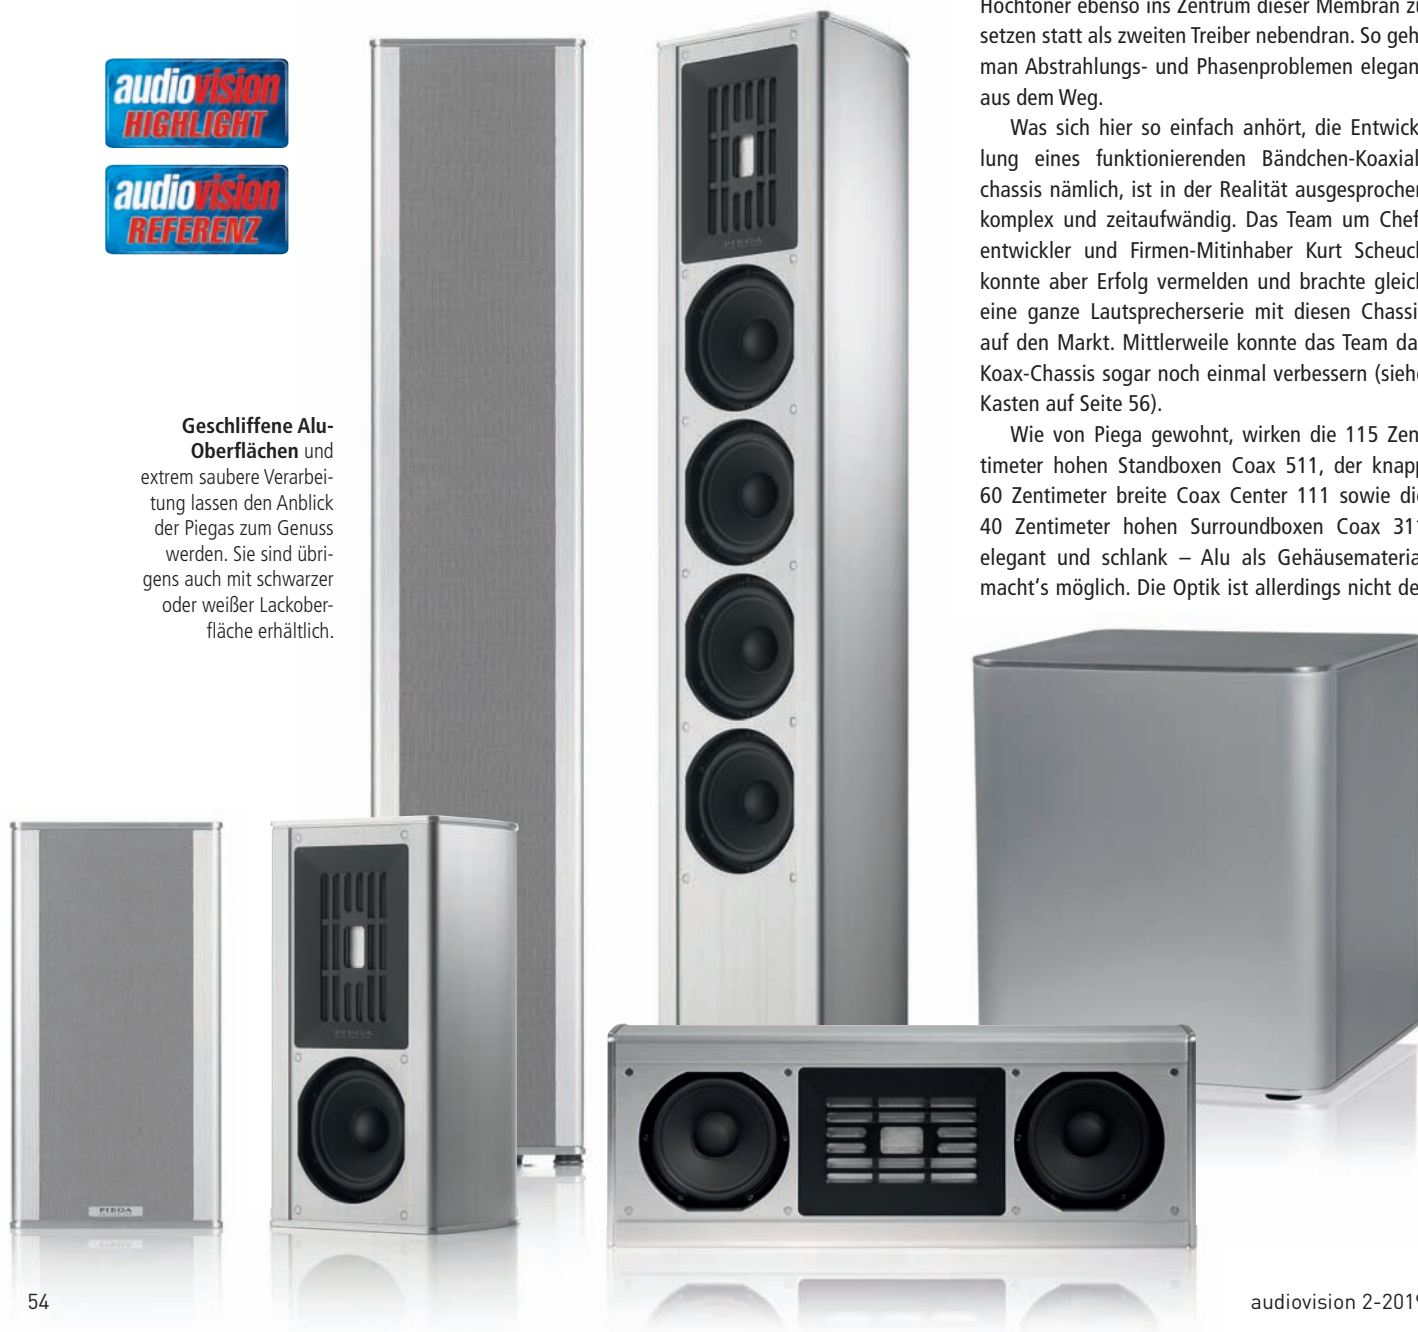 audiovision
HIGHLIGHT
audiovision
REFERENZ
Geschliffene Alu-
Oberflächen und
extrem saubere Verarbei-
tung lassen den Anblick
der Piegas zum Genuss
werden. Sie sind übri-
gens auch mit schwarzer
oder weißer Lackober-
fläche erhältlich.
Hochtöner ebenso ins Zentrum dieser Membran zu
setzen statt als zweiten Treiber nebendran. So geh
man Abstrahlungs- und Phasenproblemen elegan
aus dem Weg.
Was sich hier so einfach anhört, die Entwick
lung eines funktionierenden Bändchen-Koaxial
chassis nämlich, ist in der Realität ausgesprochen
komplex und zeitaufwändig. Das Team um Chef
entwickler und Firmen-Mitinhaber Kurt Scheuch
konnte aber Erfolg vermelden und brachte gleich
eine ganze Lautsprecherserie mit diesen Chassi
auf den Markt. Mittlerweile konnte das Team da
Koax-Chassis sogar noch einmal verbessern (siehe
Kasten auf Seite 56).
Wie von Piega gewohnt, wirken die 115 Zen
timeter hohen Standboxen Coax 511, der knapp
60 Zentimeter breite Coax Center 111 sowie die
40 Zentimeter hohen Surroundboxen Coax 311
elegant und schlank – Alu als Gehäusemateria
macht‘s möglich. Die Optik ist allerdings nicht de
PIEGA
PIEGA
PIEGA
54
audiovision 2-2019